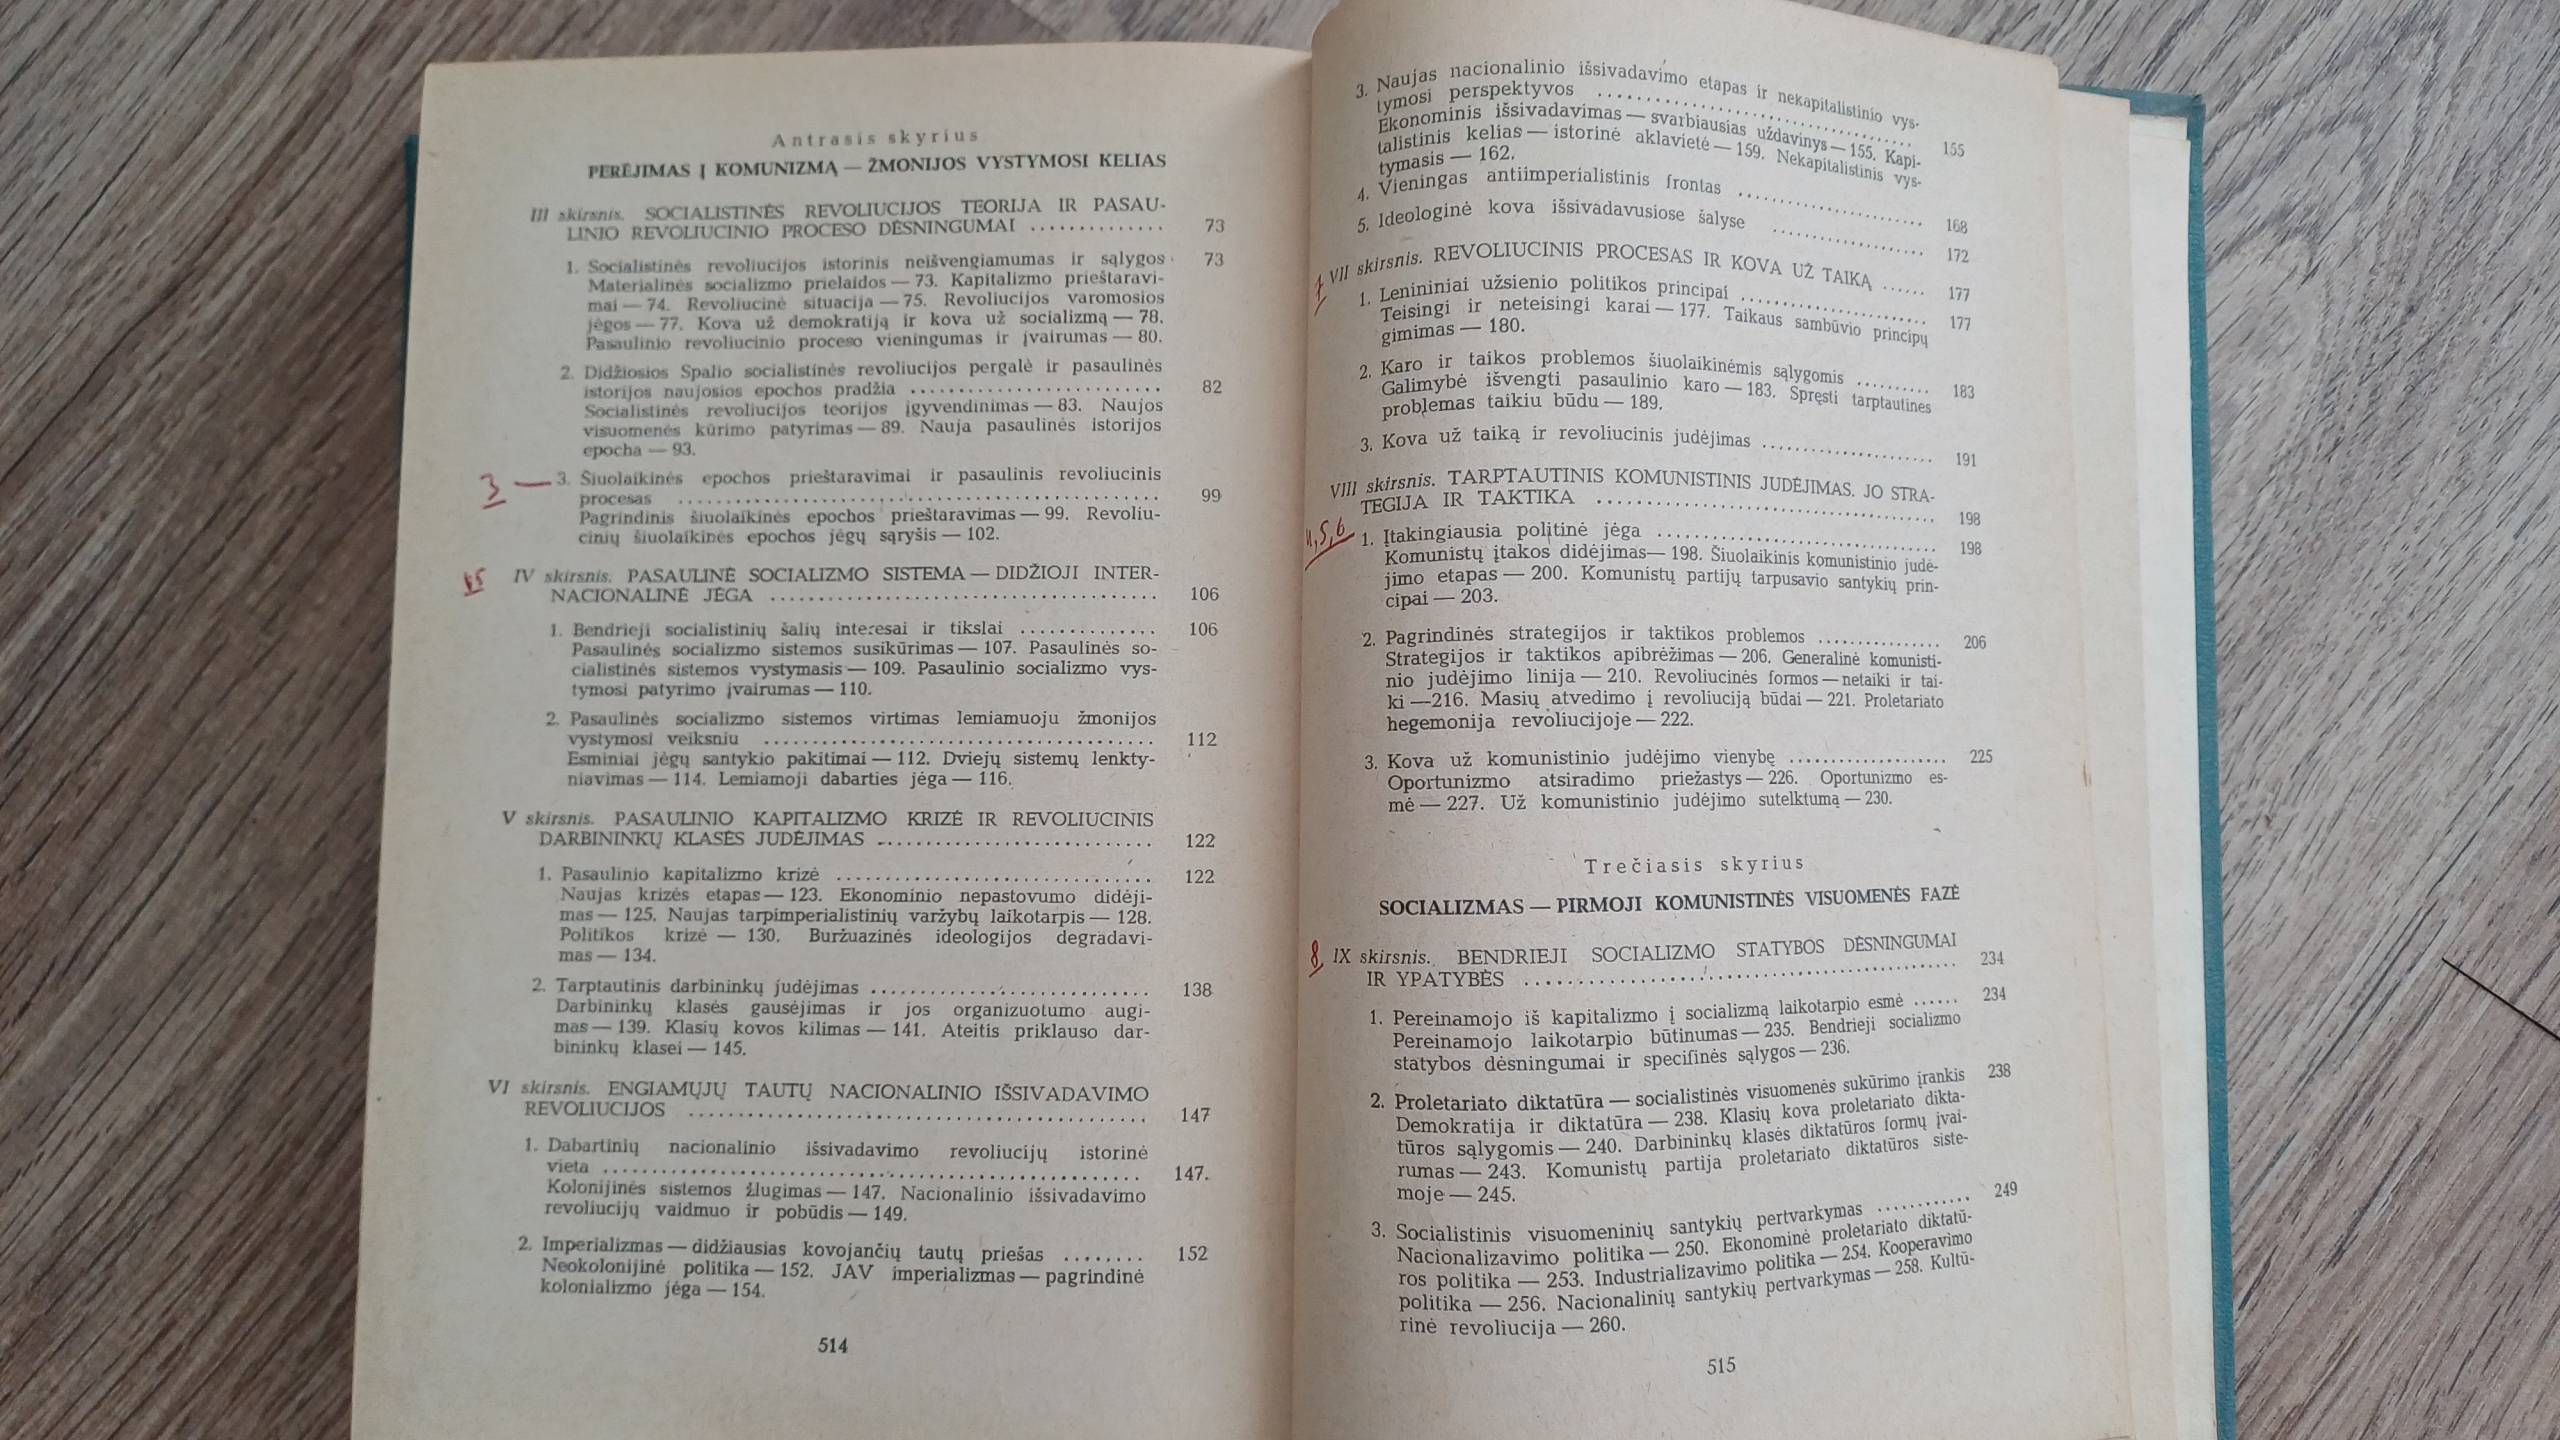 Antrasis skyrius
PERĖJIMAS Į KOMUNIZMĄ — ŽMONIJOS VYSTYMOSI KELIAS
III skirsnis. SOCIALISTINĖS REVOLIUCIJOS TEORIJA IR PASAU-
LINIO REVOLIUCINIO PROCESO DĖSNINGUMAI .............. 73
1. Socialistinės revoliucijos istorinis neišvengiamumas ir sąlygos 73
Materialinės socializmo prielaidos — 73. Kapitalizmo prieštaravi-
mai — 74. Revoliucinė situacija — 75. Revoliucijos varomosios
jėgos — 77. Kova už demokratiją ir kova už socializmą — 78.
Pasaulinio revoliucinio proceso vieningumas ir įvairumas — 80.
2. Didžiosios Spalio socialistinės revoliucijos pergalė ir pasaulinės
istorijos naujosios epochos pradžia .......................... 82
Socialistinės revoliucijos teorijos įgyvendinimas — 83. Naujos
visuomenės kūrimo patyrimas — 89. Nauja pasaulinės istorijos
epocha — 93.
3 — 3. Šiuolaikinės epochos prieštaravimai ir pasaulinis revoliucinis
procesas .................................................. 99
Pagrindinis šiuolaikinės epochos prieštaravimas — 99. Revoliu-
cinių šiuolaikinės epochos jėgų sąryšis — 102.
IV skirsnis. PASAULINĖ SOCIALIZMO SISTEMA — DIDŽIOJI INTER-
NACIONALINĖ JĖGA ........................................ 106
1. Bendrieji socialistinių šalių interesai ir tikslai .............. 106
Pasaulinės socializmo sistemos susikūrimas — 107. Pasaulinės so-
cialistinės sistemos vystymasis — 109. Pasaulinio socializmo vys-
tymosi patyrimo įvairumas — 110.
2. Pasaulinės socializmo sistemos virtimas lemiamuoju žmonijos
vystymosi veiksniu ........................................ 112
Esminiai jėgų santykio pakitimai — 112. Dviejų sistemų lenkty-
niavimas — 114. Lemiamoji dabarties jėga — 116.
V skirsnis. PASAULINIO KAPITALIZMO KRIZĖ IR REVOLIUCINIS
DARBININKŲ KLASĖS JUDĖJIMAS ............................ 122
1. Pasaulinio kapitalizmo krizė ................................ 122
Naujas krizės etapas — 123. Ekonominio nepastovumo didėji-
mas — 125. Naujas tarpimperialistinių varžybų laikotarpis — 128.
Politikos krizė — 130. Buržuazinės ideologijos degradavi-
mas — 134.
2. Tarptautinis darbininkų judėjimas ............................ 138
Darbininkų klasės gausėjimas ir jos organizuotumo augi-
mas — 139. Klasių kovos kilimas — 141. Ateitis priklauso dar-
bininkų klasei — 145.
VI skirsnis. ENGIAMŲJŲ TAUTŲ NACIONALINIO IŠSIVADAVIMO
REVOLIUCIJOS .............................................. 147
1. Dabartinių nacionalinio išsivadavimo revoliucijų istorinė
vieta ........................................................ 147.
Kolonijinės sistemos žlugimas — 147. Nacionalinio išsivadavimo
revoliucijų vaidmuo ir pobūdis — 149.
2. Imperializmas — didžiausias kovojančių tautų priešas ........ 152
Neokolonijinė politika — 152. JAV imperializmas — pagrindinė
kolonializmo jėga — 154.
514
3. Naujas nacionalinio išsivadavimo etapas ir nekapitalistinio vys-
tymosi perspektyvos ...................................... 155
Ekonominis išsivadavimas — svarbiausias uždavinys — 155. Kapi-
talistinis kelias — istorinė aklavietė — 159. Nekapitalistinis vys-
tymasis — 162.
4. Vieningas antiimperialistinis frontas ........................ 168
5. Ideologinė kova išsivadavusiose šalyse .................... 172
7 VII skirsnis. REVOLIUCINIS PROCESAS IR KOVA UŽ TAIKĄ ...... 177
1. Lenininiai užsienio politikos principai ........................ 177
Teisingi ir neteisingi karai — 177. Taikaus sambūvio principų
gimimas — 180.
2. Karo ir taikos problemos šiuolaikinėmis sąlygomis .......... 183
Galimybė išvengti pasaulinio karo — 183. Spręsti tarptautines
problemas taikiu būdu — 189.
3. Kova už taiką ir revoliucinis judėjimas ...................... 191
VIII skirsnis. TARPTAUTINIS KOMUNISTINIS JUDĖJIMAS. JO STRA-
TEGIJA IR TAKTIKA ........................................ 198
4,5,6 1. Įtakingiausia politinė jėga .................................. 198
Komunistų įtakos didėjimas— 198. Šiuolaikinis komunistinio judė-
jimo etapas — 200. Komunistų partijų tarpusavio santykių prin-
cipai — 203.
2. Pagrindinės strategijos ir taktikos problemos ................ 206
Strategijos ir taktikos apibrėžimas — 206. Generalinė komunisti-
nio judėjimo linija — 210. Revoliucinės formos — netaiki ir tai-
ki —216. Masių atvedimo į revoliuciją būdai — 221. Proletariato
hegemonija revoliucijoje — 222.
3. Kova už komunistinio judėjimo vienybę .................... 225
Oportunizmo atsiradimo priežastys — 226. Oportunizmo es-
mė — 227. Už komunistinio judėjimo sutelktumą — 230.
Trečiasis skyrius
SOCIALIZMAS — PIRMOJI KOMUNISTINĖS VISUOMENĖS FAZĖ
8 IX skirsnis. BENDRIEJI SOCIALIZMO STATYBOS DĖSNINGUMAI
IR YPATYBĖS .............................................. 234
1. Pereinamojo iš kapitalizmo į socializmą laikotarpio esmė ...... 234
Pereinamojo laikotarpio būtinumas — 235. Bendrieji socializmo
statybos dėsningumai ir specifinės sąlygos — 236.
2. Proletariato diktatūra — socialistinės visuomenės sukūrimo įrankis 238
Demokratija ir diktatūra — 238. Klasių kova proletariato dikta-
tūros sąlygomis — 240. Darbininkų klasės diktatūros formų įvai-
rumas — 243. Komunistų partija proletariato diktatūros siste-
moje — 245.
3. Socialistinis visuomeninių santykių pertvarkymas ............ 249
Nacionalizavimo politika — 250. Ekonominė proletariato diktatū-
ros politika — 253. Industrializavimo politika — 254. Kooperavimo
politika — 256. Nacionalinių santykių pertvarkymas — 258. Kultū-
rinė revoliucija — 260.
515